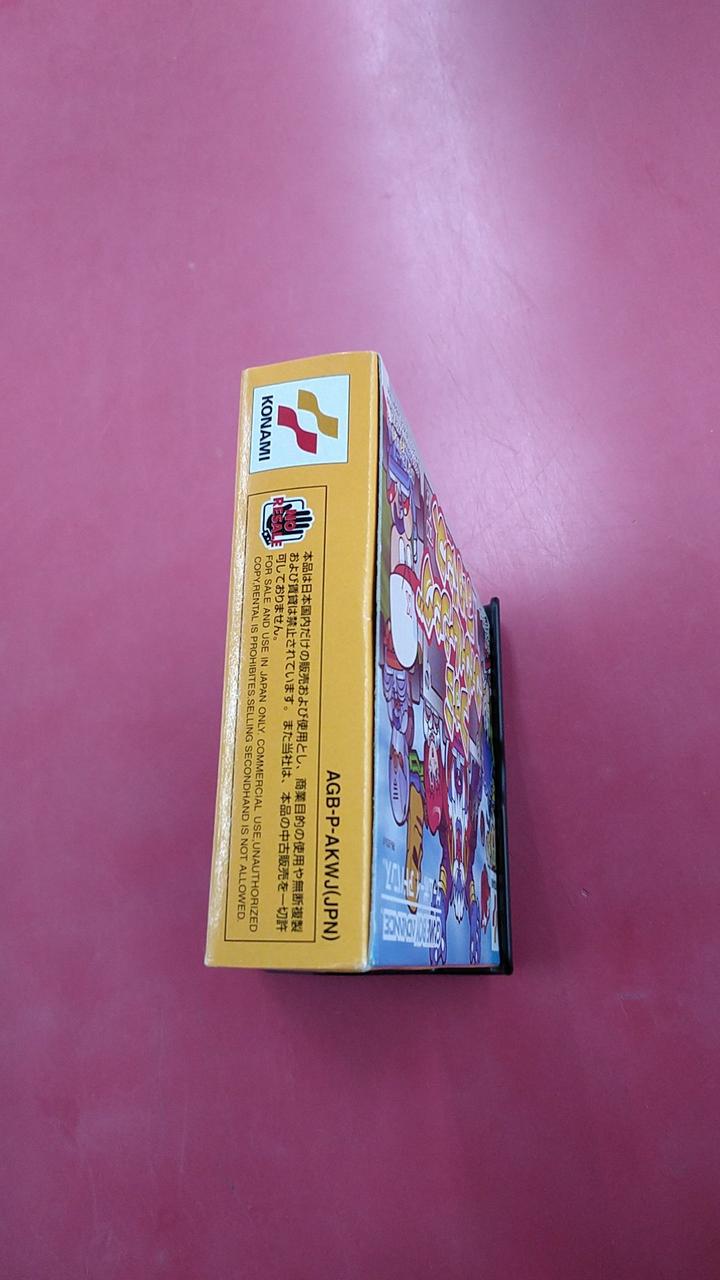 KONAMI
NO
RESALE
本品は日本国内だけの販売および使用とし、商業目的の使用や無断複製
および賃貸は禁止されています。また当社は、本品の中古販売を一切許
可しておりません。
FOR SALE AND USE IN JAPAN ONLY. COMMERCIAL USE,UNAUTHORIZED
COPY,RENTAL IS PROHIBITES.SELLING SECONDHAND IS NOT ALLOWED.
AGB-P-AKWJ(JPN)
GAME BOY ADVANCE